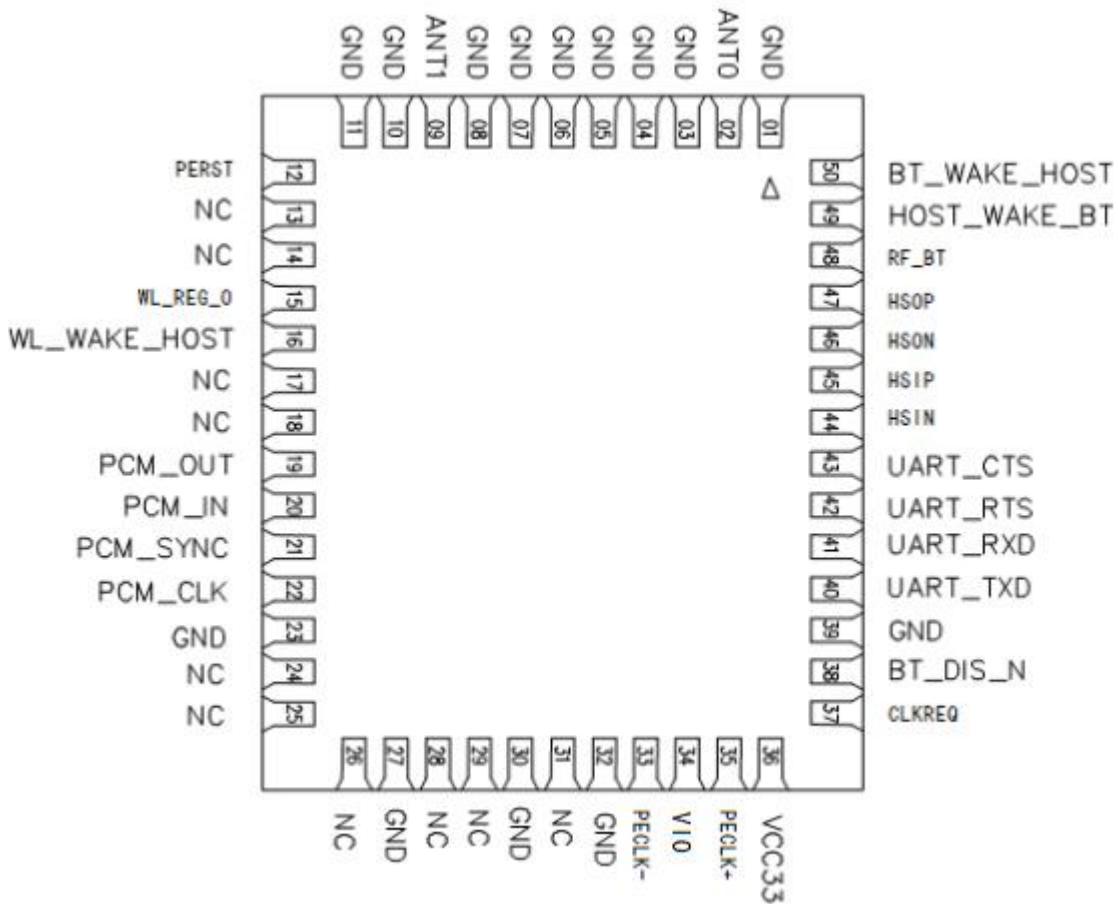 GND GND ANT1 GND GND GND GND GND GND ANT0 GND
11 10 09 08 07 06 05 04 03 02 01
PERST 12 50 BT_WAKE_HOST
NC 13 49 HOST_WAKE_BT
NC 14 48 RF_BT
WL_REG_O 15 47 HSOP
WL_WAKE_HOST 16 46 HSON
NC 17 45 HSIP
NC 18 44 HSIN
PCM_OUT 19 43 UART_CTS
PCM_IN 20 42 UART_RTS
PCM_SYNC 21 41 UART_RXD
PCM_CLK 22 40 UART_TXD
GND 23 39 GND
NC 24 38 BT_DIS_N
NC 25 37 CLKREQ
26 27 28 29 30 31 32 33 34 35 36
NC GND NC NC GND NC GND PECLK- VIO PECLK+ VCC33